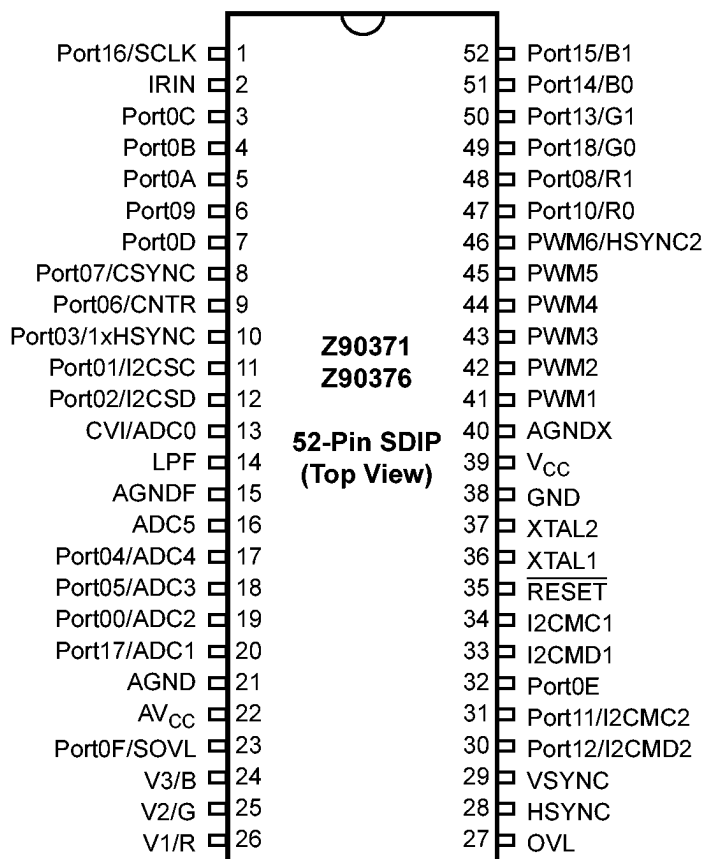 Port16/SCLK 1 52 Port15/B1
IRIN 2 51 Port14/B0
Port0C 3 50 Port13/G1
Port0B 4 49 Port18/G0
Port0A 5 48 Port08/R1
Port09 6 47 Port10/R0
Port0D 7 46 PWM6/HSYNC2
Port07/CSYNC 8 45 PWM5
Port06/CNTR 9 44 PWM4
Port03/1xHSYNC 10 43 PWM3
Port01/I2CSC 11 42 PWM2
Port02/I2CSD 12 41 PWM1
CVI/ADC0 13 40 AGNDX
LPF 14 39 VCC
AGNDF 15 38 GND
ADC5 16 37 XTAL2
Port04/ADC4 17 36 XTAL1
Port05/ADC3 18 35 RESET
Port00/ADC2 19 34 I2CMC1
Port17/ADC1 20 33 I2CMD1
AGND 21 32 Port0E
AVCC 22 31 Port11/I2CMC2
Port0F/SOVL 23 30 Port12/I2CMD2
V3/B 24 29 VSYNC
V2/G 25 28 HSYNC
V1/R 26 27 OVL
Z90371
Z90376
52-Pin SDIP
(Top View)